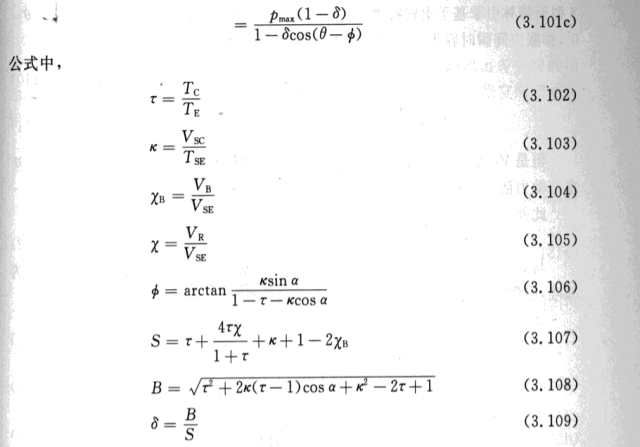 = p_max(1−δ) / (1−δcos(θ−ϕ)) (3.101c)
公式中，
τ = T_C / T_E (3.102)
κ = V_SC / T_SE (3.103)
χ_B = V_B / V_SE (3.104)
χ = V_R / V_SE (3.105)
ϕ = arctan κsin α / (1−τ−κcos α) (3.106)
S = τ + 4τχ / (1+τ) + κ + 1 − 2χ_B (3.107)
B = √(τ² + 2κ(τ−1)cos α + κ² − 2τ + 1) (3.108)
δ = B / S (3.109)